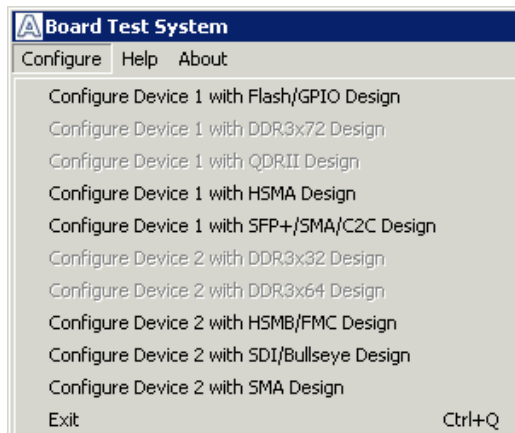 Board Test System
Configure Help About
Configure Device 1 with Flash/GPIO Design
Configure Device 1 with DDR3x72 Design
Configure Device 1 with QDRII Design
Configure Device 1 with HSMA Design
Configure Device 1 with SFP+/SMA/C2C Design
Configure Device 2 with DDR3x32 Design
Configure Device 2 with DDR3x64 Design
Configure Device 2 with HSMB/FMC Design
Configure Device 2 with SDI/Bullseye Design
Configure Device 2 with SMA Design
Exit Ctrl+Q